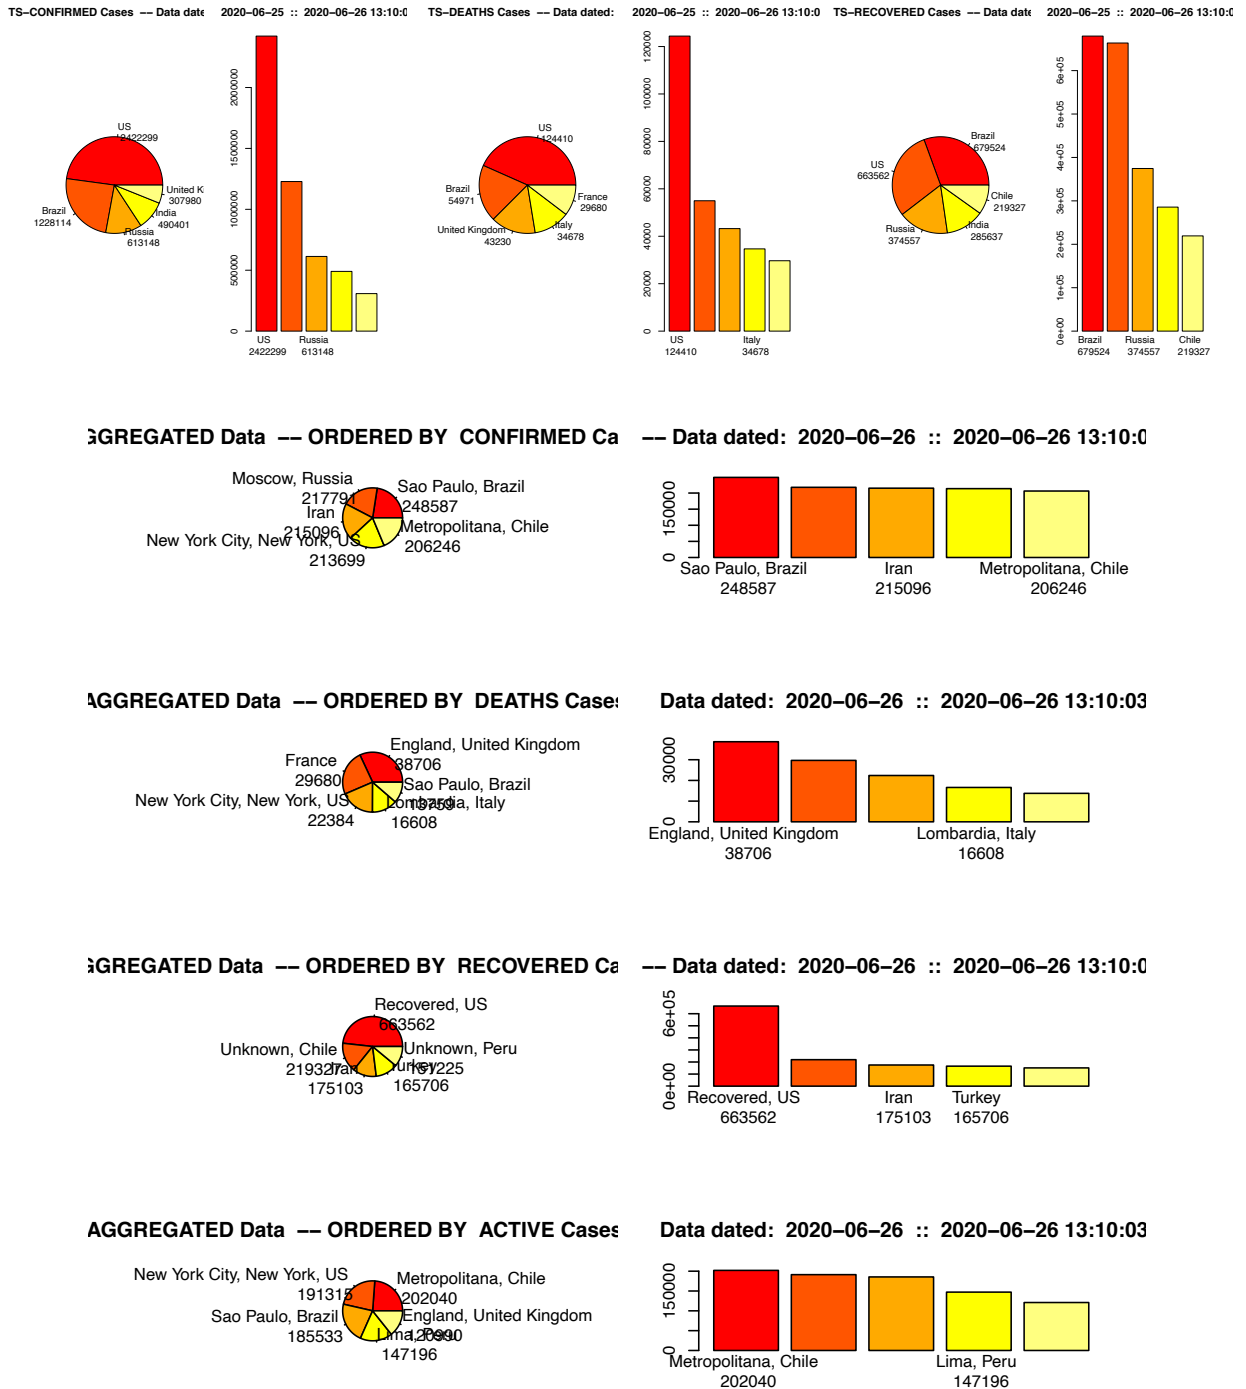 TS−CONFIRMED Cases −− Data date
2020−06−25 :: 2020−06−26 13:10:0
TS−DEATHS Cases −− Data dated:
2020−06−25 :: 2020−06−26 13:10:0
TS−RECOVERED Cases −− Data date
2020−06−25 :: 2020−06−26 13:10:0
US
2422299
Brazil
1228114
Russia
613148
India
490401
United K
307980
0
500000
1000000
1500000
2000000
US
2422299
Russia
613148
US
124410
Brazil
54971
United Kingdom
43230
Italy
34678
France
29680
0
20000
40000
60000
80000
100000
120000
US
124410
Italy
34678
Brazil
679524
US
663562
Russia
374557
India
285637
Chile
219327
0e+00
1e+05
2e+05
3e+05
4e+05
5e+05
6e+05
Brazil
679524
Russia
374557
Chile
219327
GGREGATED Data −− ORDERED BY CONFIRMED Ca
−− Data dated: 2020−06−26 :: 2020−06−26 13:10:0
Moscow, Russia
217791
Sao Paulo, Brazil
248587
Iran
215096
Metropolitana, Chile
206246
New York City, New York, US
213699
0
150000
Sao Paulo, Brazil
248587
Iran
215096
Metropolitana, Chile
206246
AGGREGATED Data −− ORDERED BY DEATHS Cases
Data dated: 2020−06−26 :: 2020−06−26 13:10:03
England, United Kingdom
38706
France
29680
Sao Paulo, Brazil
13759
New York City, New York, US
22384
Lombardia, Italy
16608
0
30000
England, United Kingdom
38706
Lombardia, Italy
16608
GGREGATED Data −− ORDERED BY RECOVERED Ca
−− Data dated: 2020−06−26 :: 2020−06−26 13:10:0
Recovered, US
663562
Unknown, Chile
219327
Unknown, Peru
151225
Iran
175103
Turkey
165706
0e+00
6e+05
Recovered, US
663562
Iran
175103
Turkey
165706
AGGREGATED Data −− ORDERED BY ACTIVE Cases
Data dated: 2020−06−26 :: 2020−06−26 13:10:03
New York City, New York, US
191315
Metropolitana, Chile
202040
Sao Paulo, Brazil
185533
England, United Kingdom
Lima, Peru
147196
0
150000
Metropolitana, Chile
202040
Lima, Peru
147196